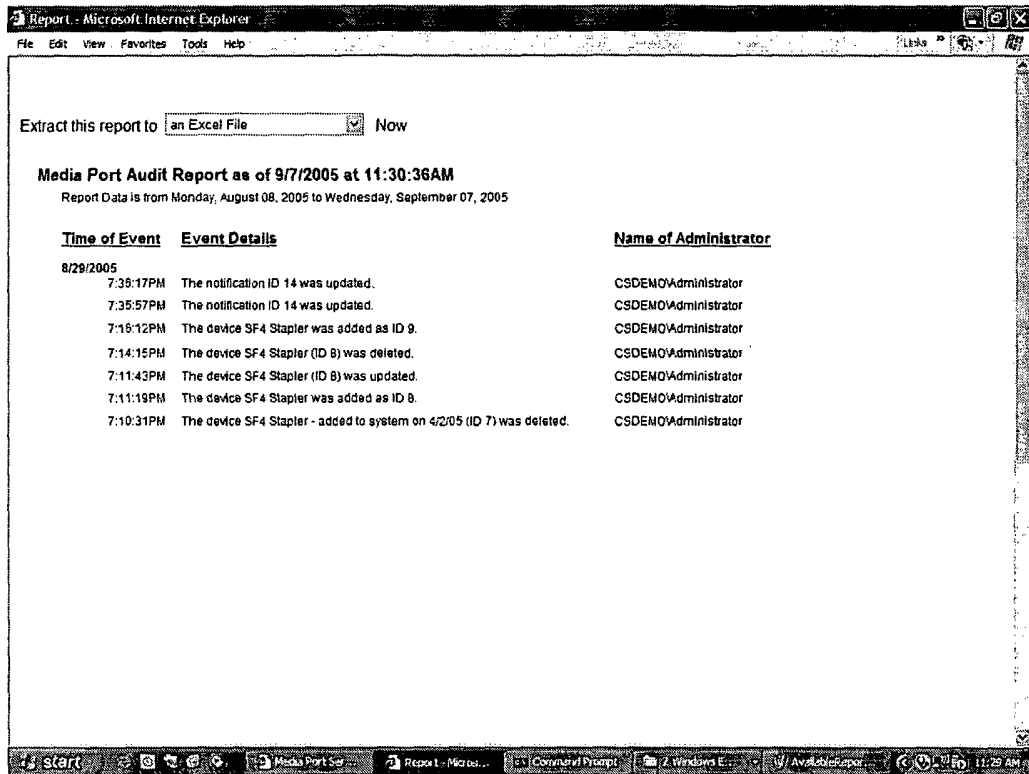 Report - Microsoft Internet Explorer
File Edit View Favorites Tools Help Links »
Extract this report to an Excel File Now
Media Port Audit Report as of 9/7/2005 at 11:30:36AM
Report Data is from Monday, August 08, 2005 to Wednesday, September 07, 2005
Time of Event Event Details Name of Administrator
8/29/2005
7:36:17PM The notification ID 14 was updated. CSDEMO\Administrator
7:35:57PM The notification ID 14 was updated. CSDEMO\Administrator
7:16:12PM The device SF4 Stapler was added as ID 9. CSDEMO\Administrator
7:14:15PM The device SF4 Stapler (ID 8) was deleted. CSDEMO\Administrator
7:11:43PM The device SF4 Stapler (ID 8) was updated. CSDEMO\Administrator
7:11:19PM The device SF4 Stapler was added as ID 8. CSDEMO\Administrator
7:10:31PM The device SF4 Stapler - added to system on 4/2/05 (ID 7) was deleted. CSDEMO\Administrator
start Media Port Ser... Report - Micros... Command Prompt 2 Windows E... AvailableRepor... 11:29 AM